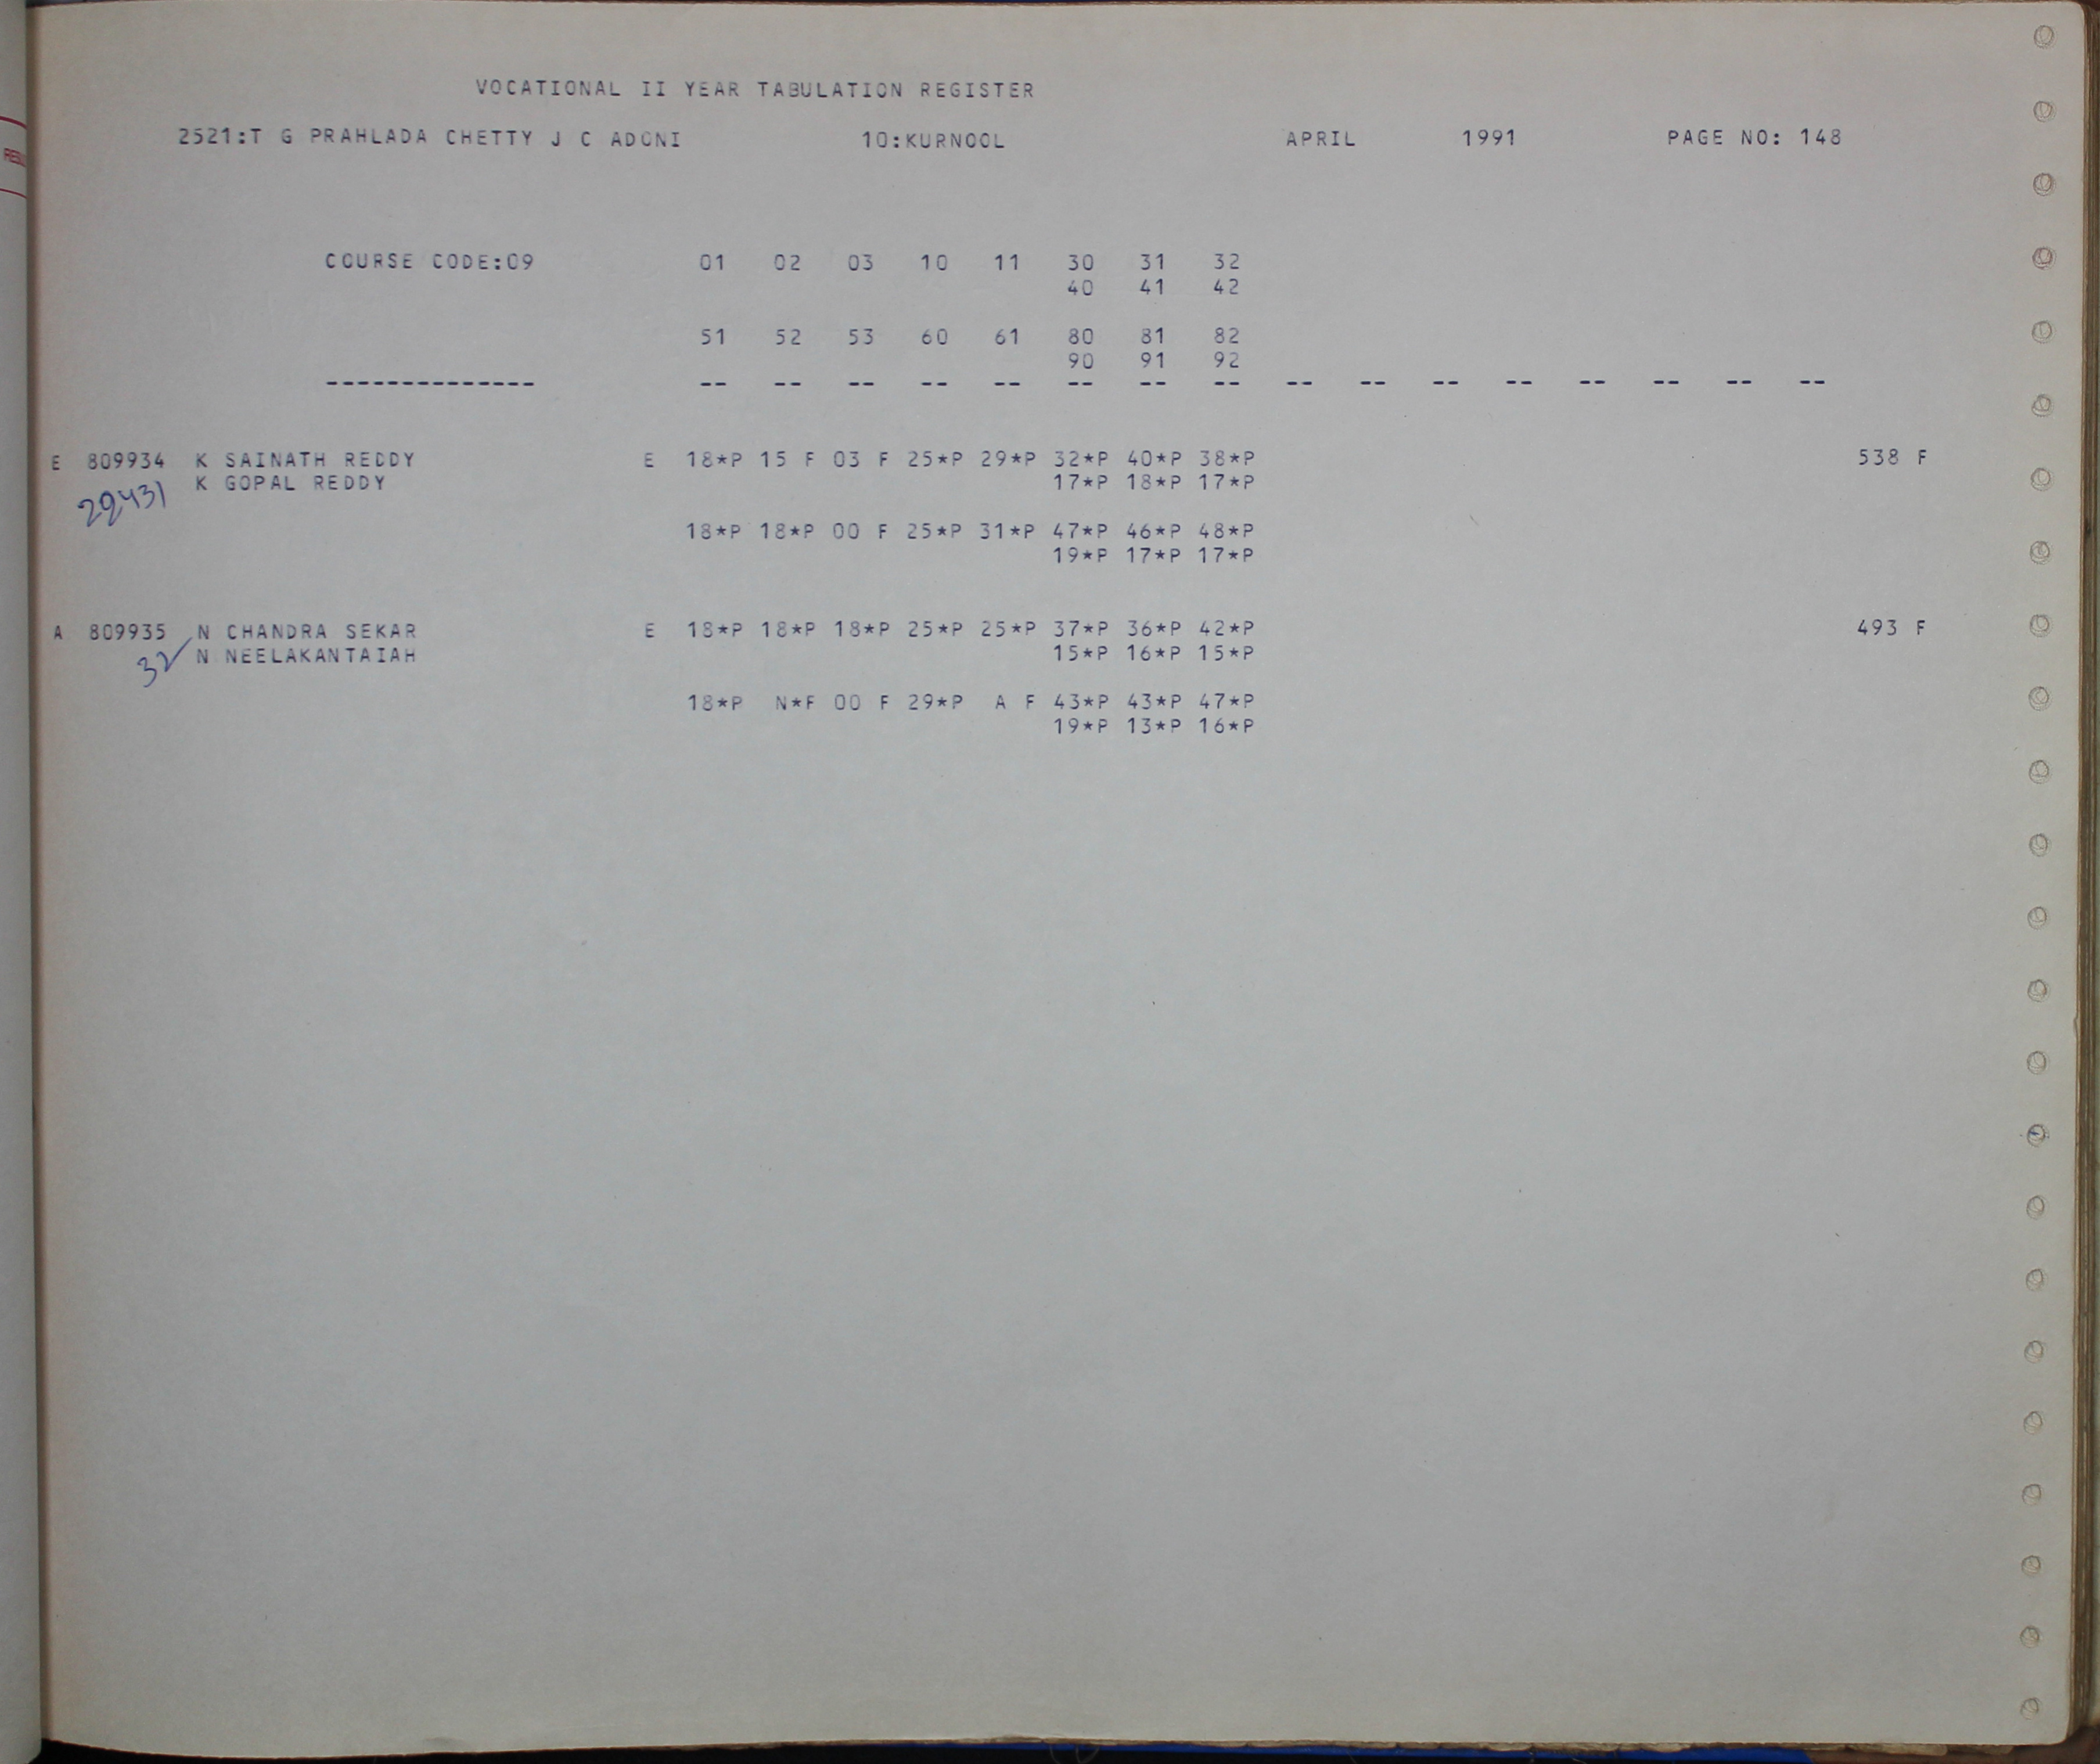 VOCATIONAL II YEAR TABULATION REGISTER
2521:T G PRAHLADA CHETTY J C ADONI 10:KURNOOL APRIL 1991 PAGE NO: 148
COURSE CODE:09 01 02 03 10 11 30 31 32
40 41 42
51 52 53 60 61 80 81 82
90 91 92
-------------- -- -- -- -- -- -- -- -- -- -- -- -- -- -- -- --
E 809934 K SAINATH REDDY E 18*P 15 F 03 F 25*P 29*P 32*P 40*P 38*P 538 F
K GOPAL REDDY 17*P 18*P 17*P
29431
18*P 18*P 00 F 25*P 31*P 47*P 46*P 48*P
19*P 17*P 17*P
A 809935 N CHANDRA SEKAR E 18*P 18*P 18*P 25*P 25*P 37*P 36*P 42*P 493 F
32 N NEELAKANTAIAH 15*P 16*P 15*P
18*P N*F 00 F 29*P A F 43*P 43*P 47*P
19*P 13*P 16*P